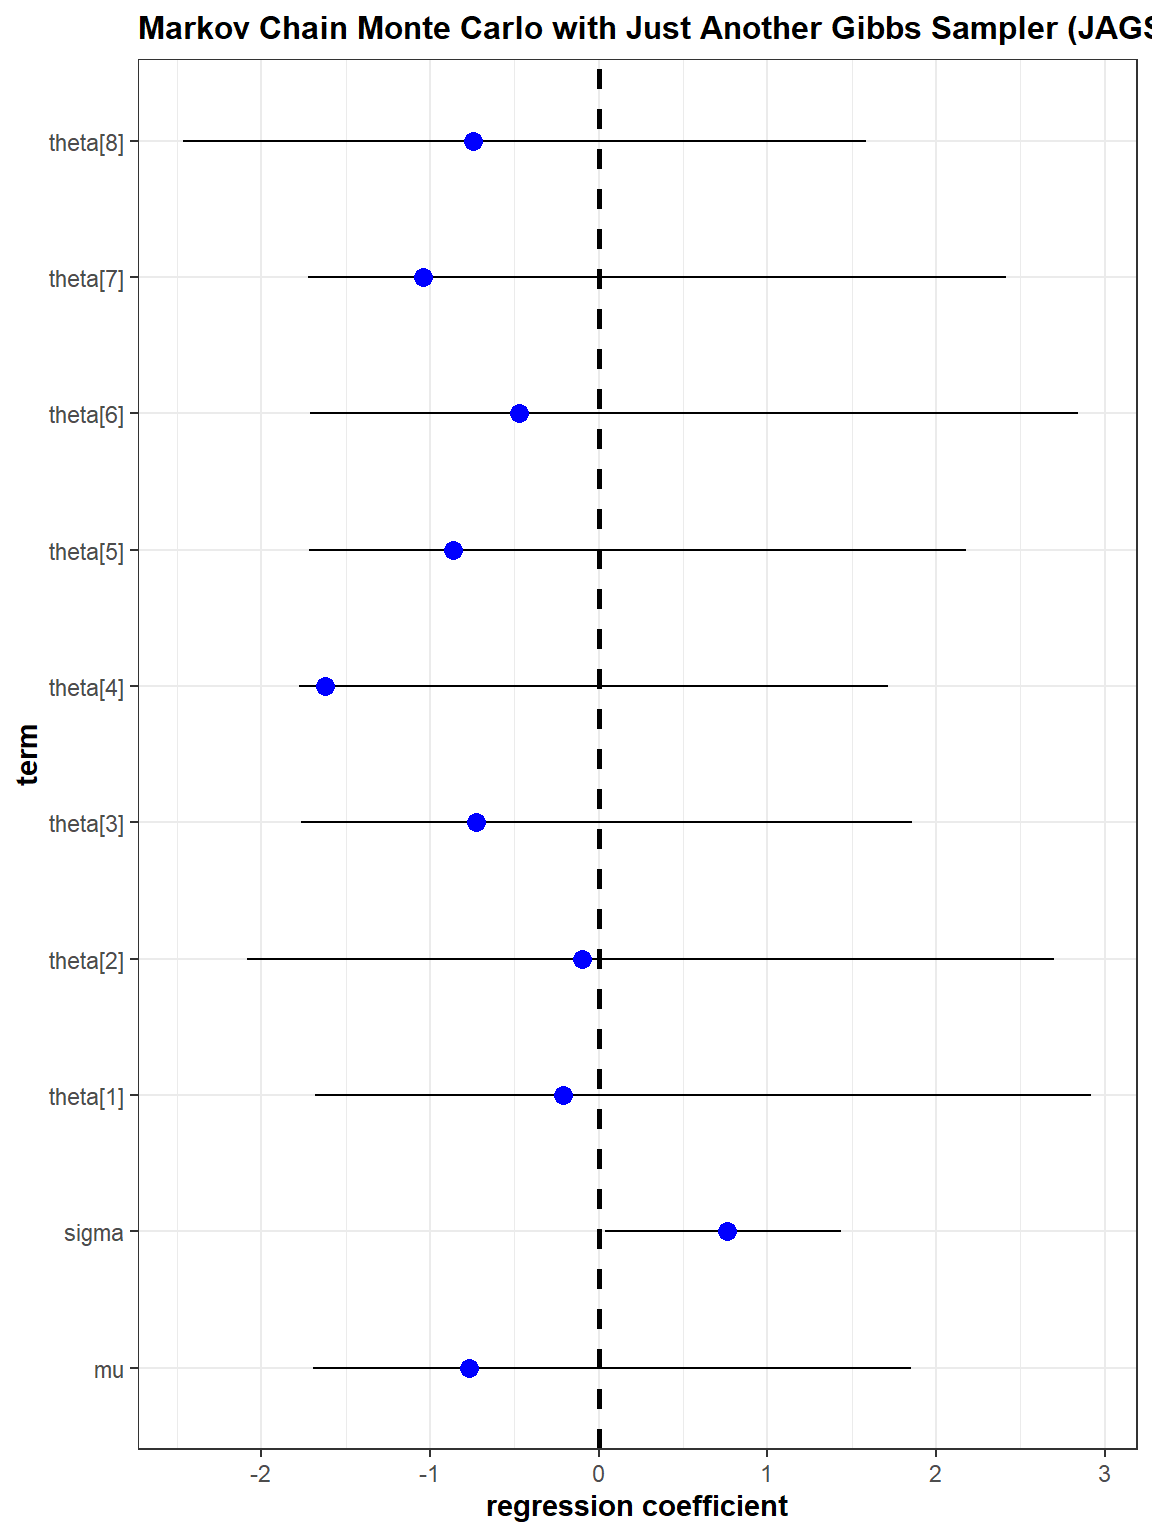 Markov Chain Monte Carlo with Just Another Gibbs Sampler (JAGS
theta[8]
theta[7]
theta[6]
theta[5]
theta[4]
theta[3]
theta[2]
theta[1]
sigma
mu
term
-2 -1 0 1 2 3
regression coefficient